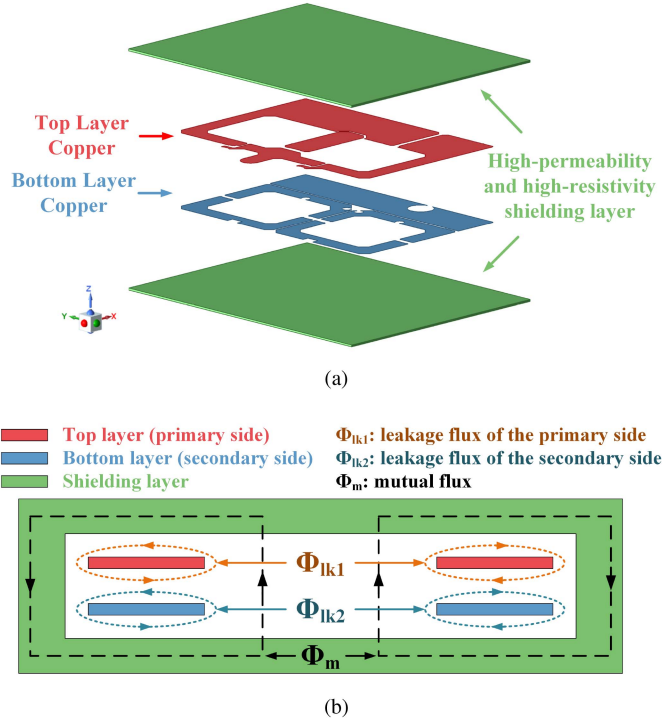 Top Layer
Copper
Bottom Layer
Copper
High-permeability
and high-resistivity
shielding layer
Z
Y
X
(a)
Top layer (primary side)
Φlk1: leakage flux of the primary side
Bottom layer (secondary side)
Φlk2: leakage flux of the secondary side
Shielding layer
Φm: mutual flux
Φlk1
Φlk2
Φm
(b)